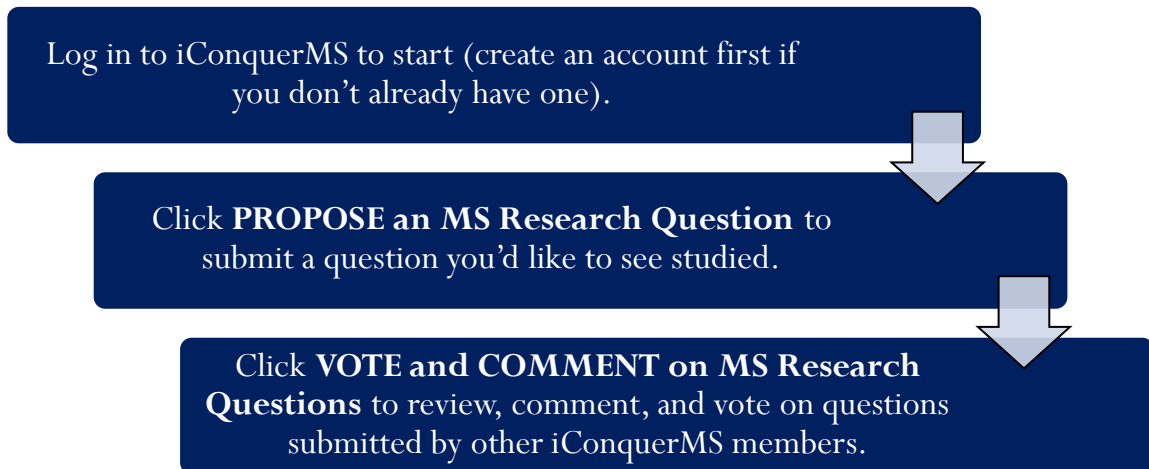 Log in to iConquerMS to start (create an account first if
you don’t already have one).
Click PROPOSE an MS Research Question to
submit a question you’d like to see studied.
Click VOTE and COMMENT on MS Research
Questions to review, comment, and vote on questions
submitted by other iConquerMS members.